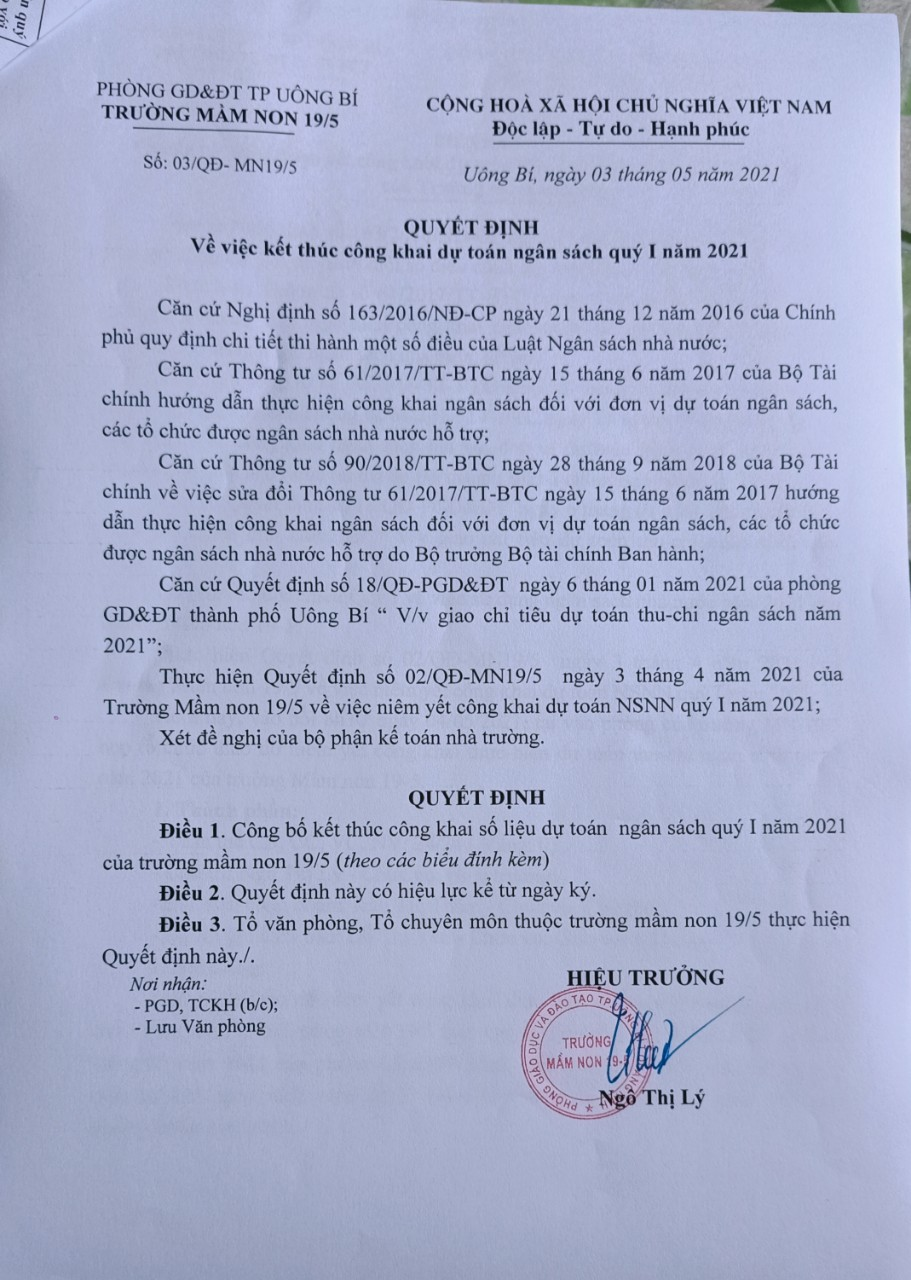 PHÒNG GD&ĐT TP UÔNG BÍ
TRƯỜNG MẦM NON 19/5
Số: 03/QĐ- MN19/5
CỘNG HOÀ XÃ HỘI CHỦ NGHĨA VIỆT NAM
Độc lập - Tự do - Hạnh phúc
Uông Bí, ngày 03 tháng 05 năm 2021
QUYẾT ĐỊNH
Về việc kết thúc công khai dự toán ngân sách quý I năm 2021
Căn cứ Nghị định số 163/2016/NĐ-CP ngày 21 tháng 12 năm 2016 của Chính
phủ quy định chi tiết thi hành một số điều của Luật Ngân sách nhà nước;
Căn cứ Thông tư số 61/2017/TT-BTC ngày 15 tháng 6 năm 2017 của Bộ Tài
chính hướng dẫn thực hiện công khai ngân sách đối với đơn vị dự toán ngân sách,
các tổ chức được ngân sách nhà nước hỗ trợ;
Căn cứ Thông tư số 90/2018/TT-BTC ngày 28 tháng 9 năm 2018 của Bộ Tài
chính về việc sửa đổi Thông tư 61/2017/TT-BTC ngày 15 tháng 6 năm 2017 hướng
dẫn thực hiện công khai ngân sách đối với đơn vị dự toán ngân sách, các tổ chức
được ngân sách nhà nước hỗ trợ do Bộ trưởng Bộ tài chính Ban hành;
Căn cứ Quyết định số 18/QĐ-PGD&ĐT ngày 6 tháng 01 năm 2021 của phòng
GD&ĐT thành phố Uông Bí “ V/v giao chỉ tiêu dự toán thu-chi ngân sách năm
2021”;
Thực hiện Quyết định số 02/QĐ-MN19/5 ngày 3 tháng 4 năm 2021 của
Trường Mầm non 19/5 về việc niêm yết công khai dự toán NSNN quý I năm 2021;
Xét đề nghị của bộ phận kế toán nhà trường.
QUYẾT ĐỊNH
Điều 1. Công bố kết thúc công khai số liệu dự toán ngân sách quý I năm 2021
của trường mầm non 19/5 (theo các biểu đính kèm)
Điều 2. Quyết định này có hiệu lực kể từ ngày ký.
Điều 3. Tổ văn phòng, Tổ chuyên môn thuộc trường mầm non 19/5 thực hiện
Quyết định này./.
Nơi nhận:
- PGD, TCKH (b/c);
- Lưu Văn phòng
HIỆU TRƯỞNG
PHÒNG GIÁO DỤC VÀ ĐÀO TẠO TP
TRƯỜNG
MẦM NON 19-5
Ngô Thị Lý